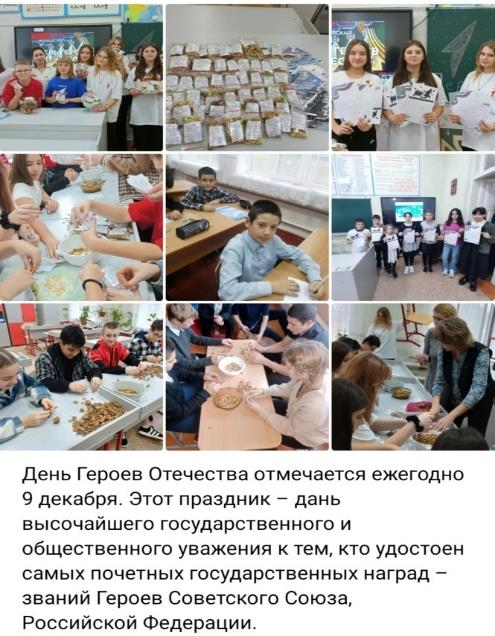 День Героев Отечества отмечается ежегодно
9 декабря. Этот праздник – дань
высочайшего государственного и
общественного уважения к тем, кто удостоен
самых почетных государственных наград –
званий Героев Советского Союза,
Российской Федерации.